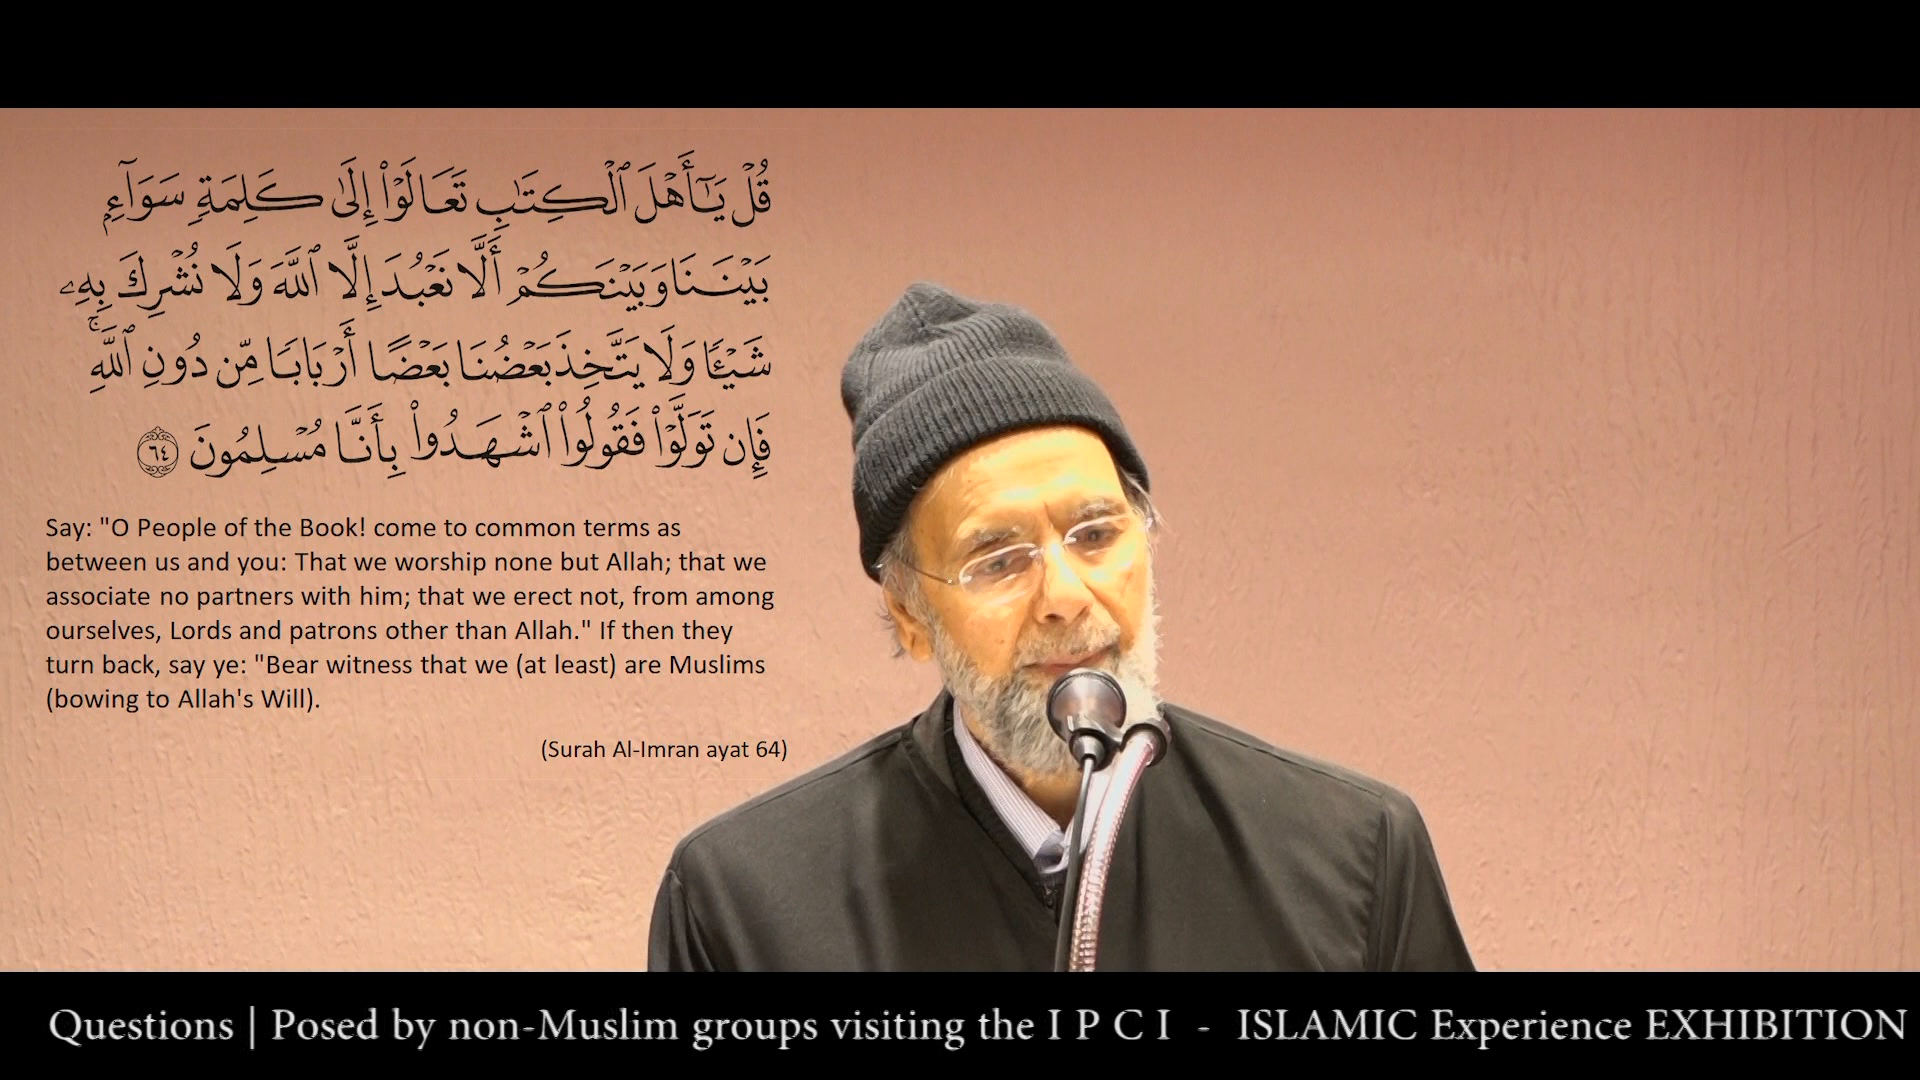 قُلْ يَـٰٓأَهْلَ ٱلْكِتَـٰبِ تَعَالَوْا۟ إِلَىٰ كَلِمَةٍ سَوَآءٍۭ
بَيْنَنَا وَبَيْنَكُمْ أَلَّا نَعْبُدَ إِلَّا ٱللَّهَ وَلَا نُشْرِكَ بِهِۦ
شَيْـًٔا وَلَا يَتَّخِذَ بَعْضُنَا بَعْضًا أَرْبَابًا مِّن دُونِ ٱللَّهِ ۚ
فَإِن تَوَلَّوْا۟ فَقُولُوا۟ ٱشْهَدُوا۟ بِأَنَّا مُسْلِمُونَ ٦٤
Say: "O People of the Book! come to common terms as
between us and you: That we worship none but Allah; that we
associate no partners with him; that we erect not, from among
ourselves, Lords and patrons other than Allah." If then they
turn back, say ye: "Bear witness that we (at least) are Muslims
(bowing to Allah's Will).
(Surah Al-Imran ayat 64)
Questions | Posed by non-Muslim groups visiting the I P C I - ISLAMIC Experience EXHIBITION